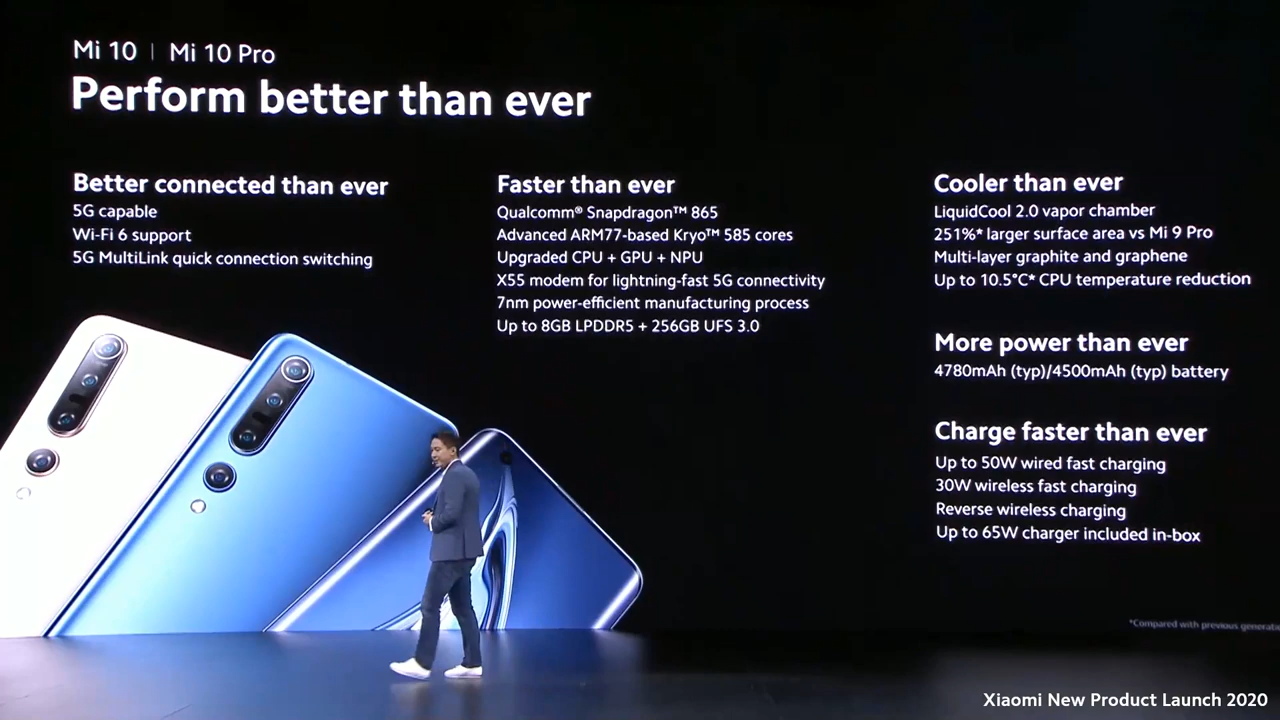 Mi 10 | Mi 10 Pro
Perform better than ever
Better connected than ever
5G capable
Wi-Fi 6 support
5G MultiLink quick connection switching
Faster than ever
Qualcomm® Snapdragon™ 865
Advanced ARM77-based Kryo™ 585 cores
Upgraded CPU + GPU + NPU
X55 modem for lightning-fast 5G connectivity
7nm power-efficient manufacturing process
Up to 8GB LPDDR5 + 256GB UFS 3.0
Cooler than ever
LiquidCool 2.0 vapor chamber
251%* larger surface area vs Mi 9 Pro
Multi-layer graphite and graphene
Up to 10.5°C* CPU temperature reduction
More power than ever
4780mAh (typ)/4500mAh (typ) battery
Charge faster than ever
Up to 50W wired fast charging
30W wireless fast charging
Reverse wireless charging
Up to 65W charger included in-box
*Compared with previous
Xiaomi New Product Launch 2020